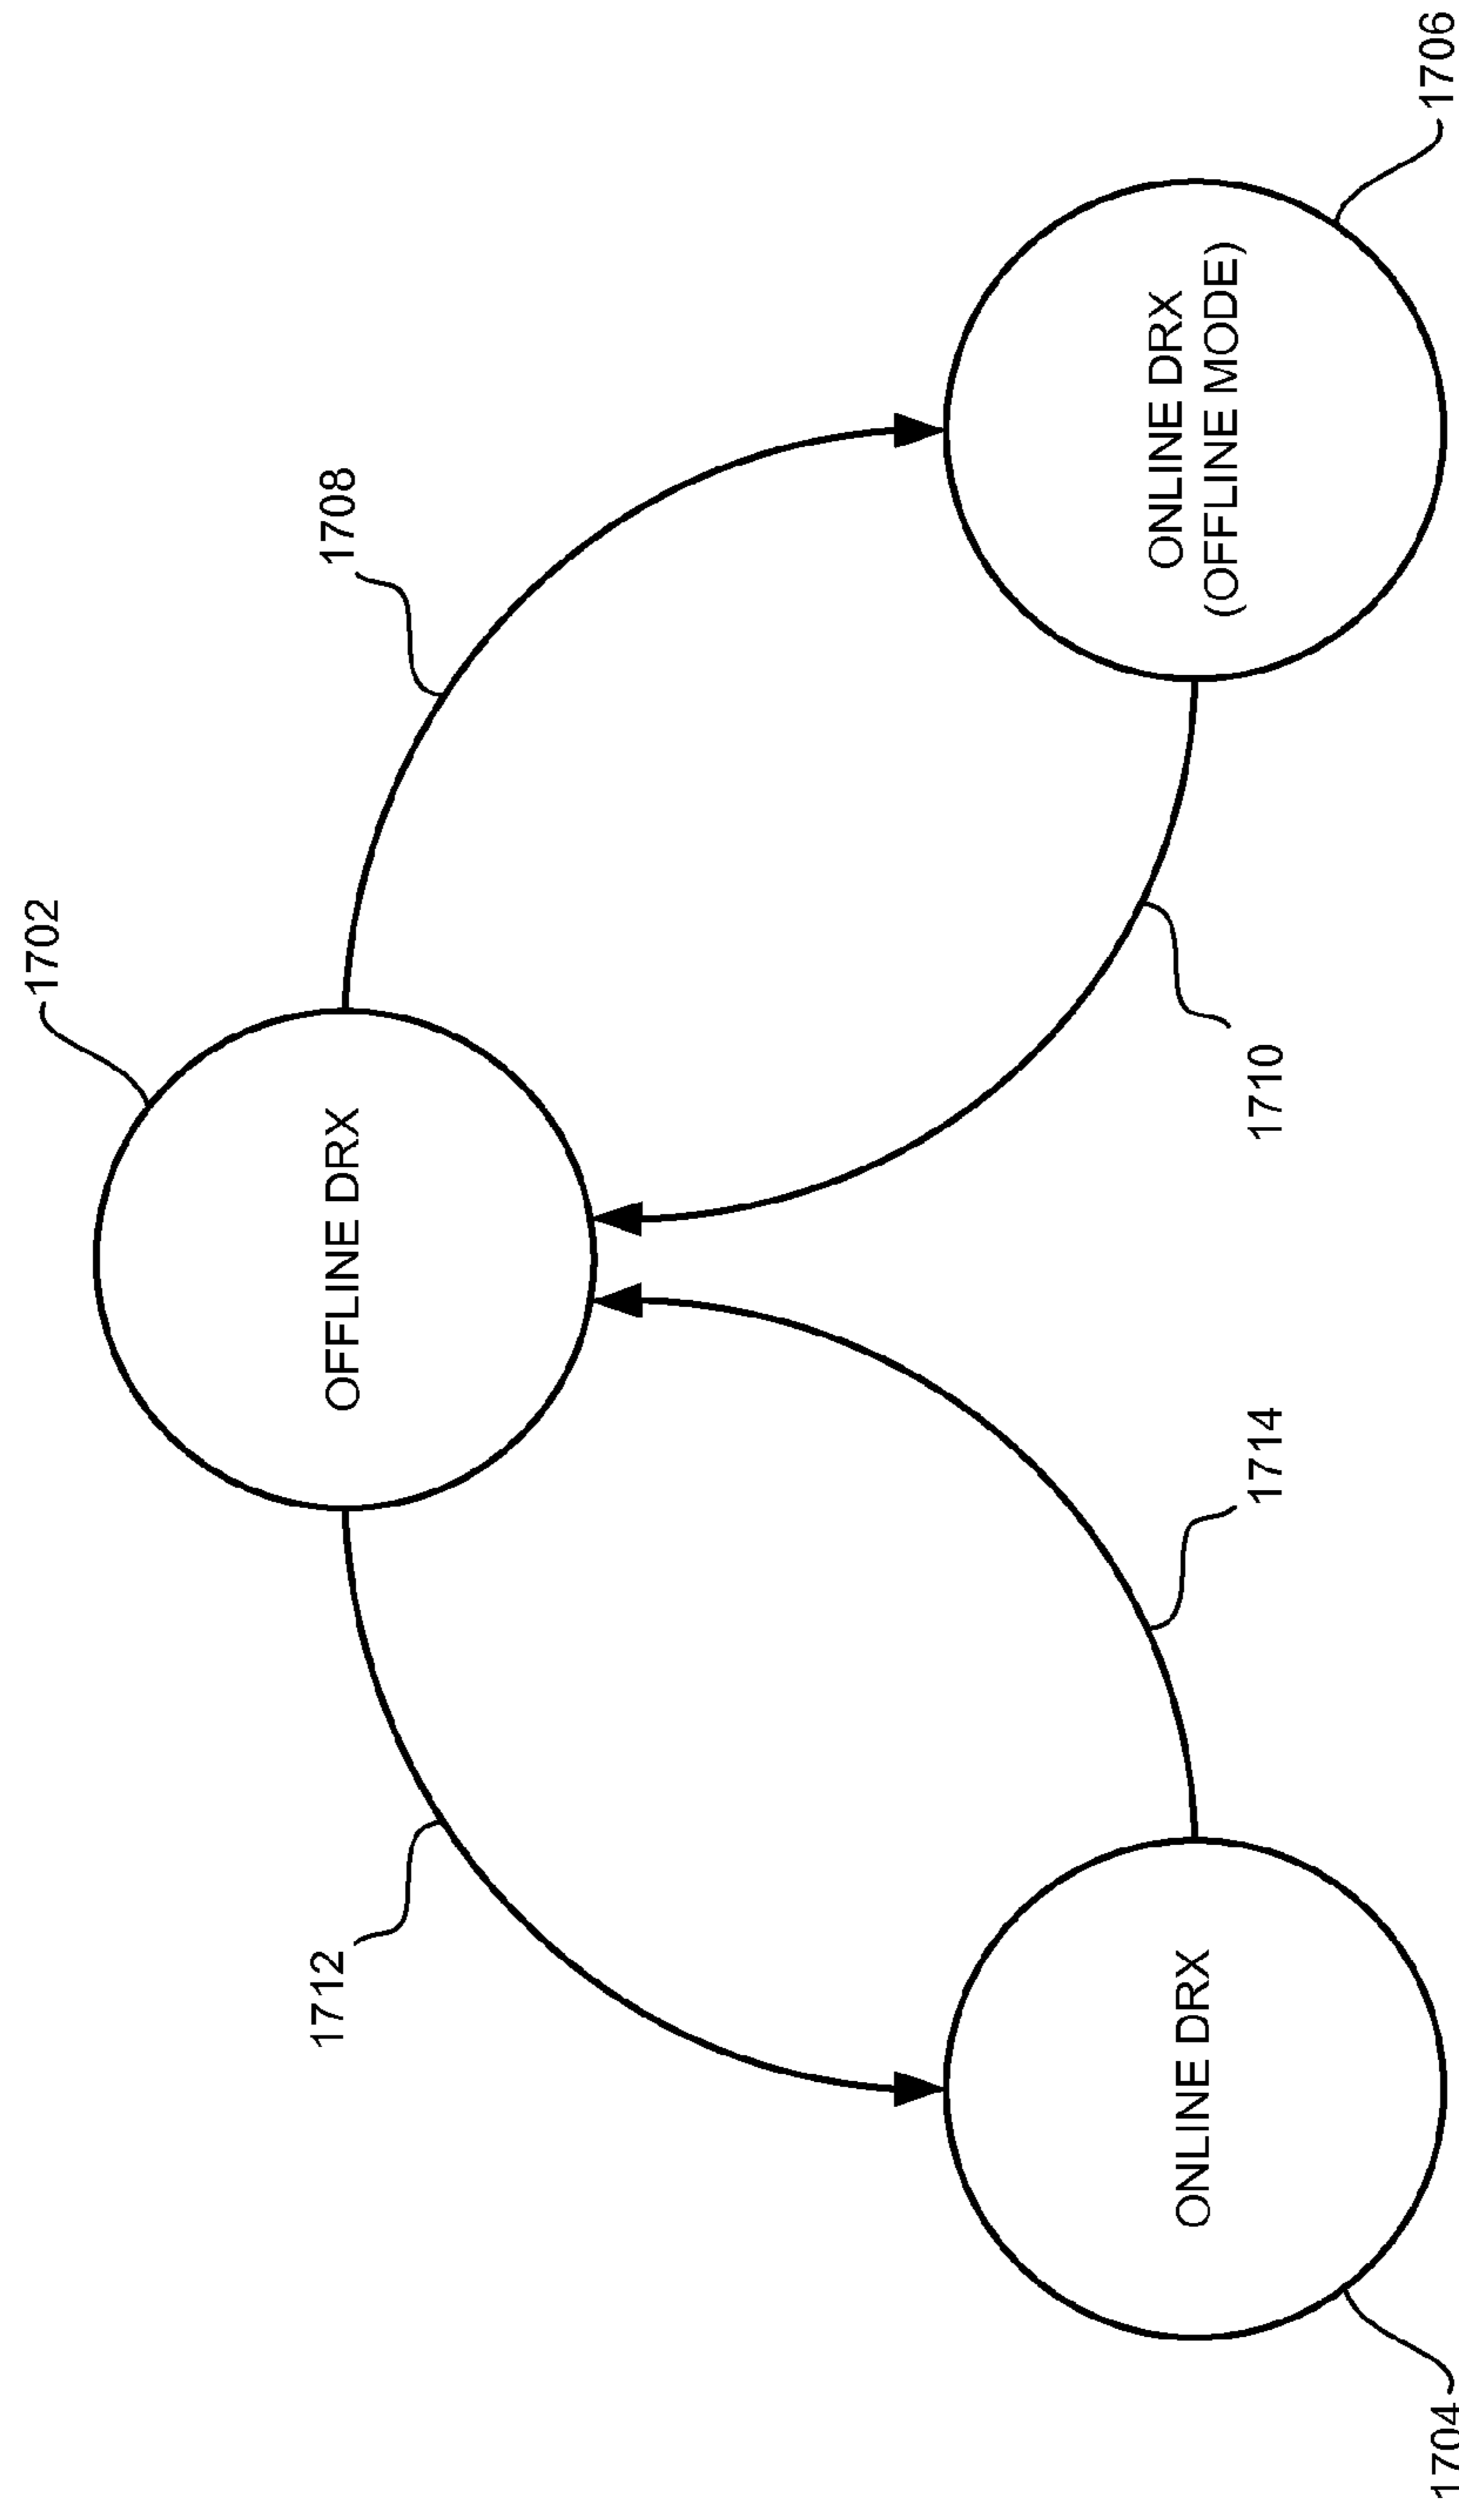 1702
OFFLINE DRX
1712
1708
1714
1710
ONLINE DRX
ONLINE DRX
(OFFLINE MODE)
1704
1706